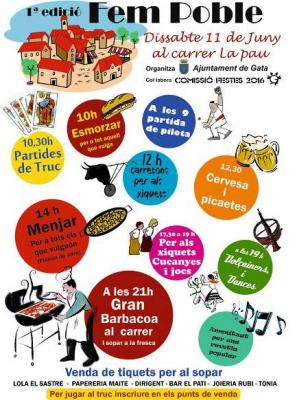 1ª edició
Fem Poble
Dissabte 11 de Juny
al carrer La pau
Organitza Ajuntament de Gata
Col·labora COMISSIÓ FESTES 2016
10h
Esmorzar
per a tot aquell
que vulga
A les 9
partida
de pilota
10,30h
Partides
de Truc
12 h
carretons
per als
xiquets
12,30
Cervesa
i
picaetes
14 h
Menjar
Per a tots els
que vulguen
17,30 a 19h
Per als
xiquets
Cucanyes
i jocs
a les 19h
Dolçainers,
i
Dances
A les 21h
Gran
Barbacoa
al carrer
I sopar a la fresca
Amenitzat
per una
xaranga
popular
Venda de tiquets per al sopar
LOLA EL SASTRE - PAPERERIA MAITE - DIRIGENT - BAR EL PATI - JOIERIA RUBI - TONIA
Per jugar al truc inscriure en els punts de venda